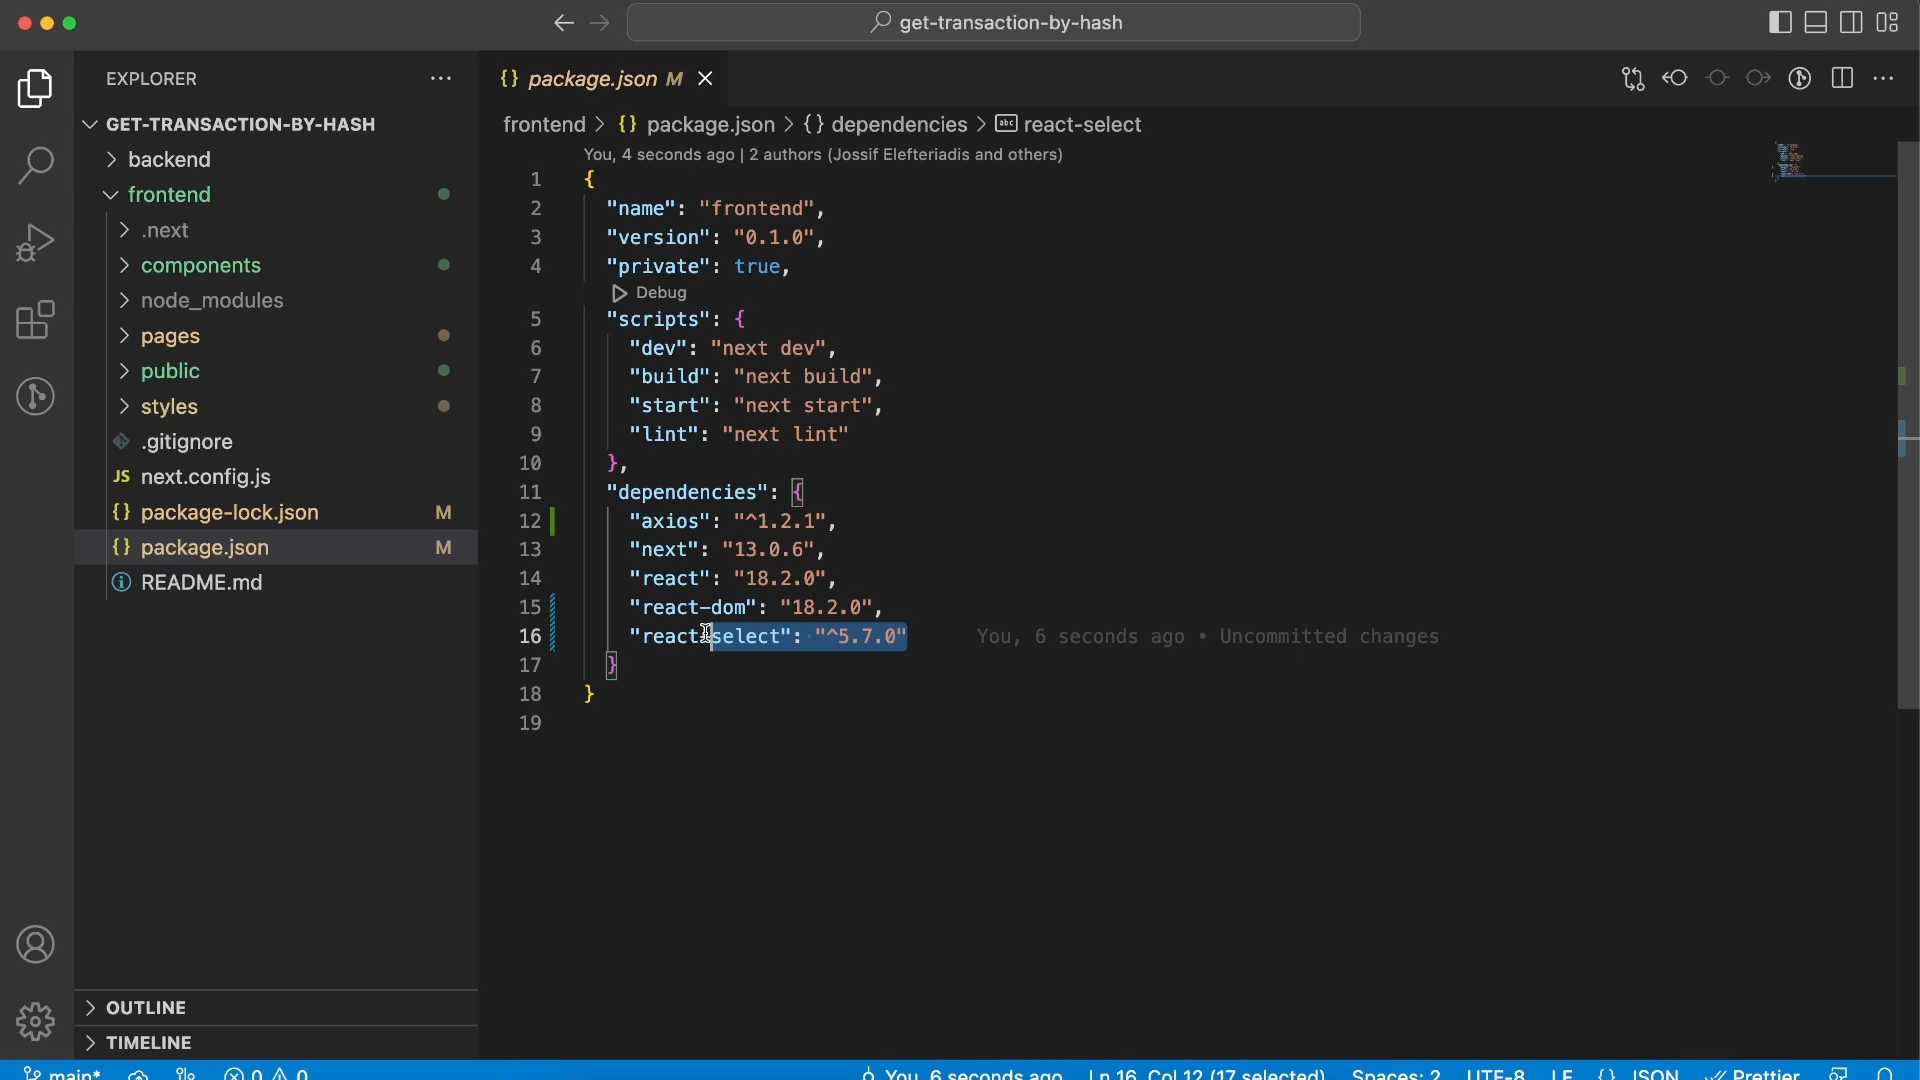 get-transaction-by-hash
EXPLORER
GET-TRANSACTION-BY-HASH
backend
frontend
.next
components
node_modules
pages
public
styles
.gitignore
JS next.config.js
{} package-lock.json M
{} package.json M
README.md
OUTLINE
TIMELINE
{} package.json M
frontend > {} package.json > {} dependencies > abc react-select
You, 4 seconds ago | 2 authors (Jossif Elefteriadis and others)
1 {
2 "name": "frontend",
3 "version": "0.1.0",
4 "private": true,
Debug
5 "scripts": {
6 "dev": "next dev",
7 "build": "next build",
8 "start": "next start",
9 "lint": "next lint"
10 },
11 "dependencies": {
12 "axios": "^1.2.1",
13 "next": "13.0.6",
14 "react": "18.2.0",
15 "react-dom": "18.2.0",
16 "react-select": "^5.7.0" You, 6 seconds ago • Uncommitted changes
17 }
18 }
19
main* 0 0 You, 6 seconds ago Ln 16, Col 12 (17 selected) Spaces: 2 UTF-8 LF {} JSON Prettier